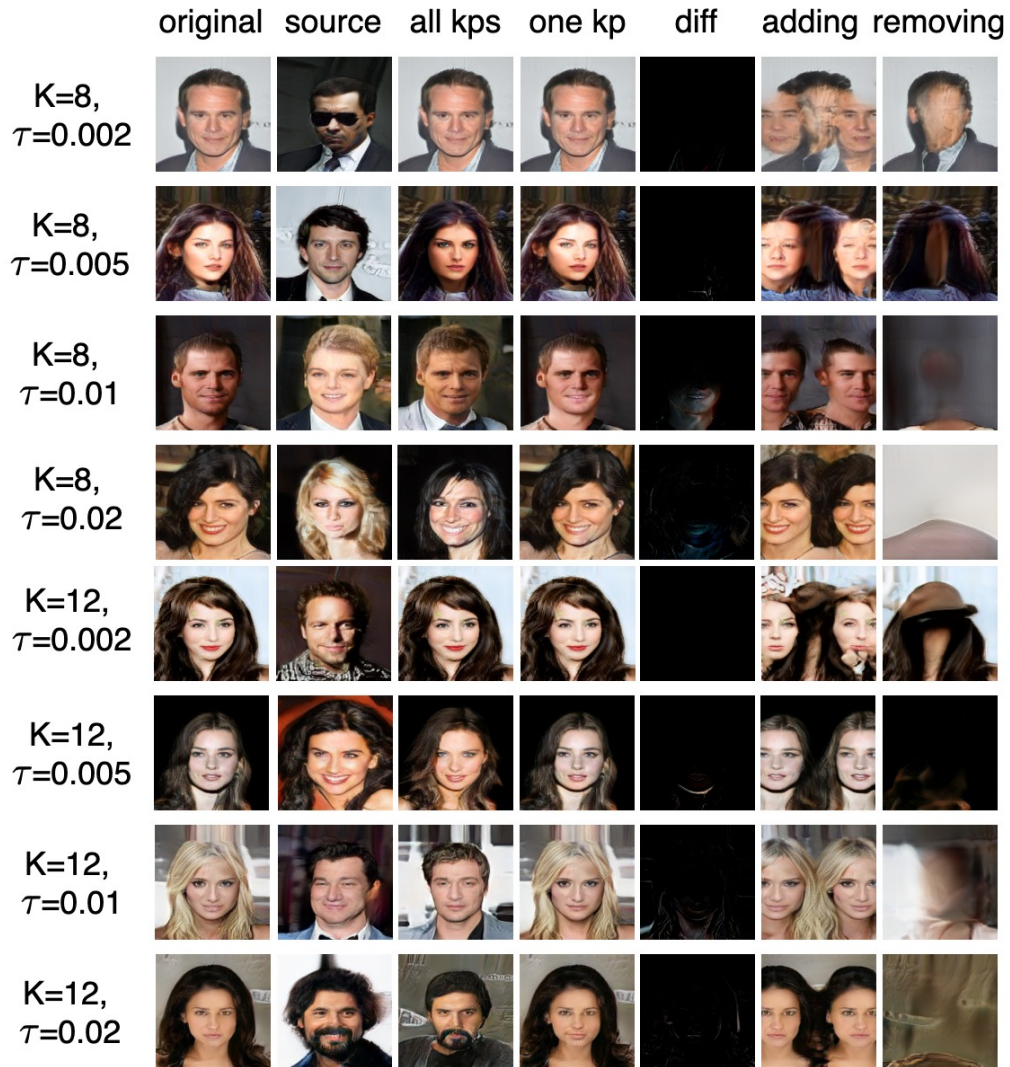 original source all kps one kp diff adding removing
K=8,
τ=0.002
K=8,
τ=0.005
K=8,
τ=0.01
K=8,
τ=0.02
K=12,
τ=0.002
K=12,
τ=0.005
K=12,
τ=0.01
K=12,
τ=0.02